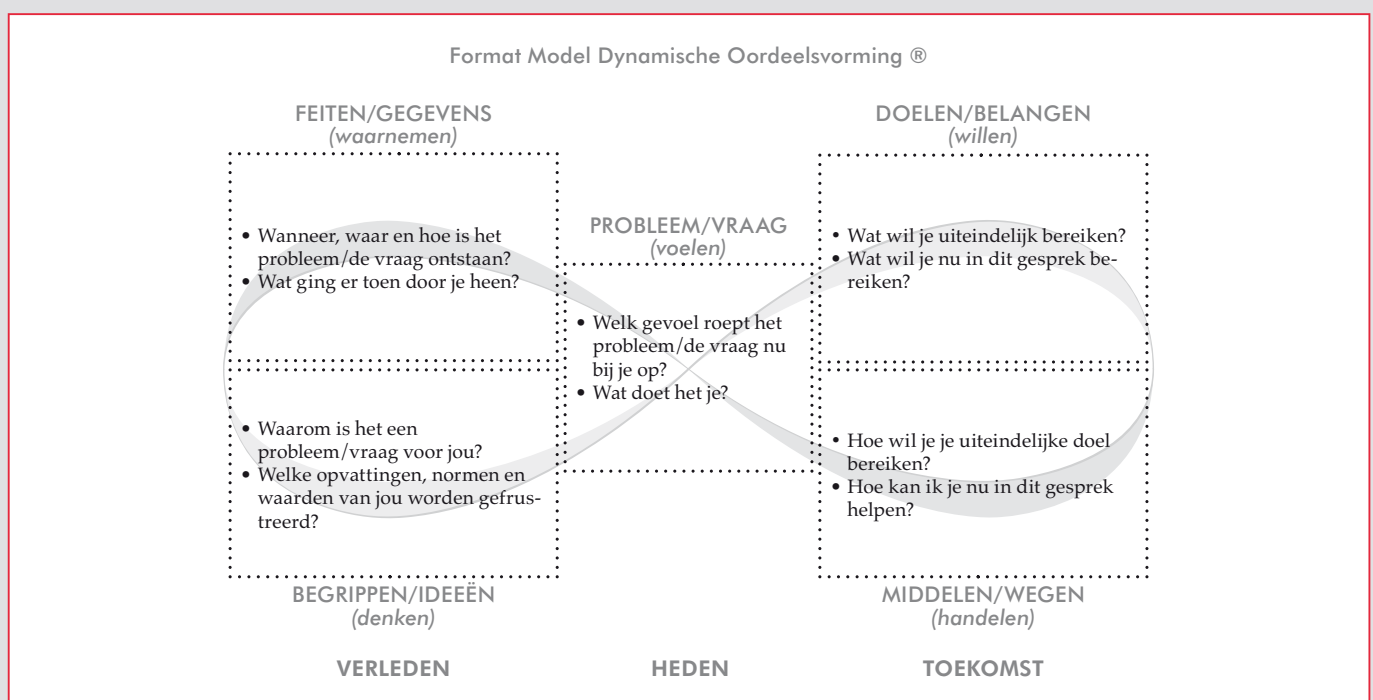 Format Model Dynamische Oordeelsvorming ®
FEITEN/GEGEVENS
(waarnemen)
• Wanneer, waar en hoe is het
probleem/de vraag ontstaan?
• Wat ging er toen door je heen?
• Waarom is het een
probleem/vraag voor jou?
• Welke opvattingen, normen en
waarden van jou worden gefrus-
treerd?
BEGRIPPEN/IDEEËN
(denken)
VERLEDEN
PROBLEEM/VRAAG
(voelen)
• Welk gevoel roept het
probleem/de vraag nu
bij je op?
• Wat doet het je?
HEDEN
DOELEN/BELANGEN
(willen)
• Wat wil je uiteindelijk bereiken?
• Wat wil je nu in dit gesprek be-
reiken?
• Hoe wil je je uiteindelijke doel
bereiken?
• Hoe kan ik je nu in dit gesprek
helpen?
MIDDELEN/WEGEN
(handelen)
TOEKOMST